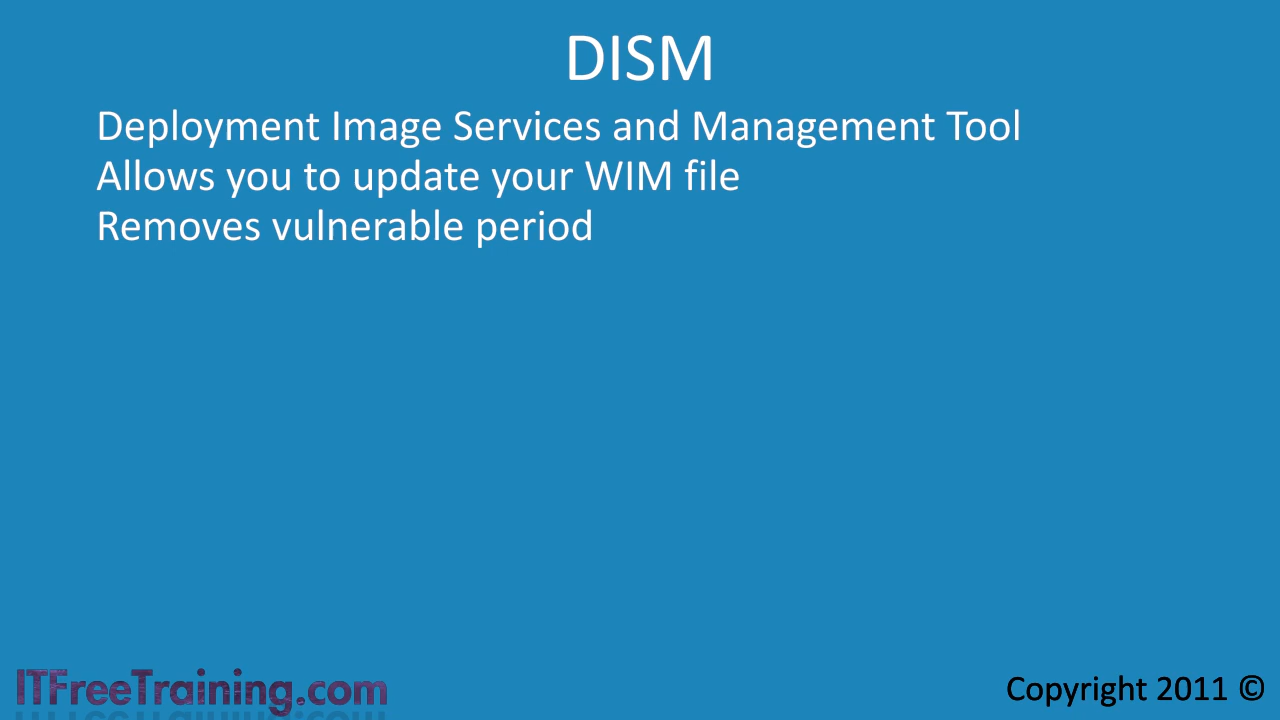 DISM
Deployment Image Services and Management Tool
Allows you to update your WIM file
Removes vulnerable period
ITFreeTraining.com
Copyright 2011 ©